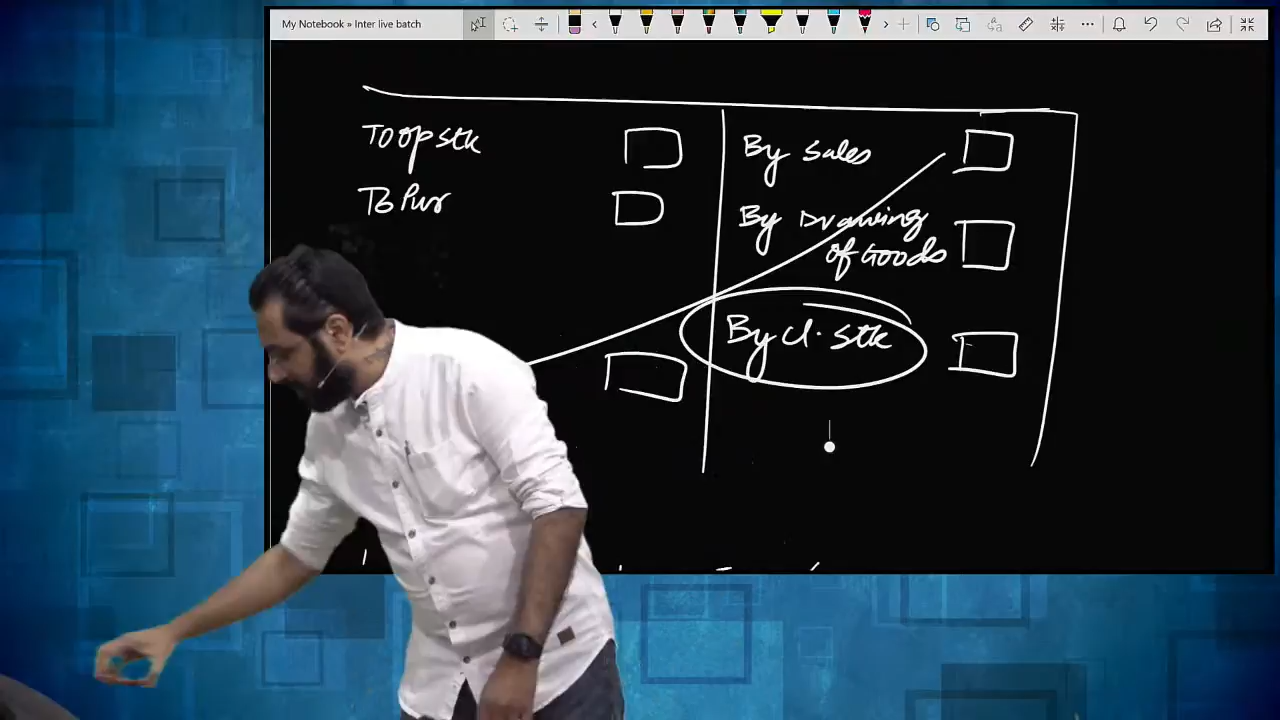 My Notebook » Inter live batch
To op stk
To Pur
By Sales
By Drawing
of Goods
By Cl. Stk